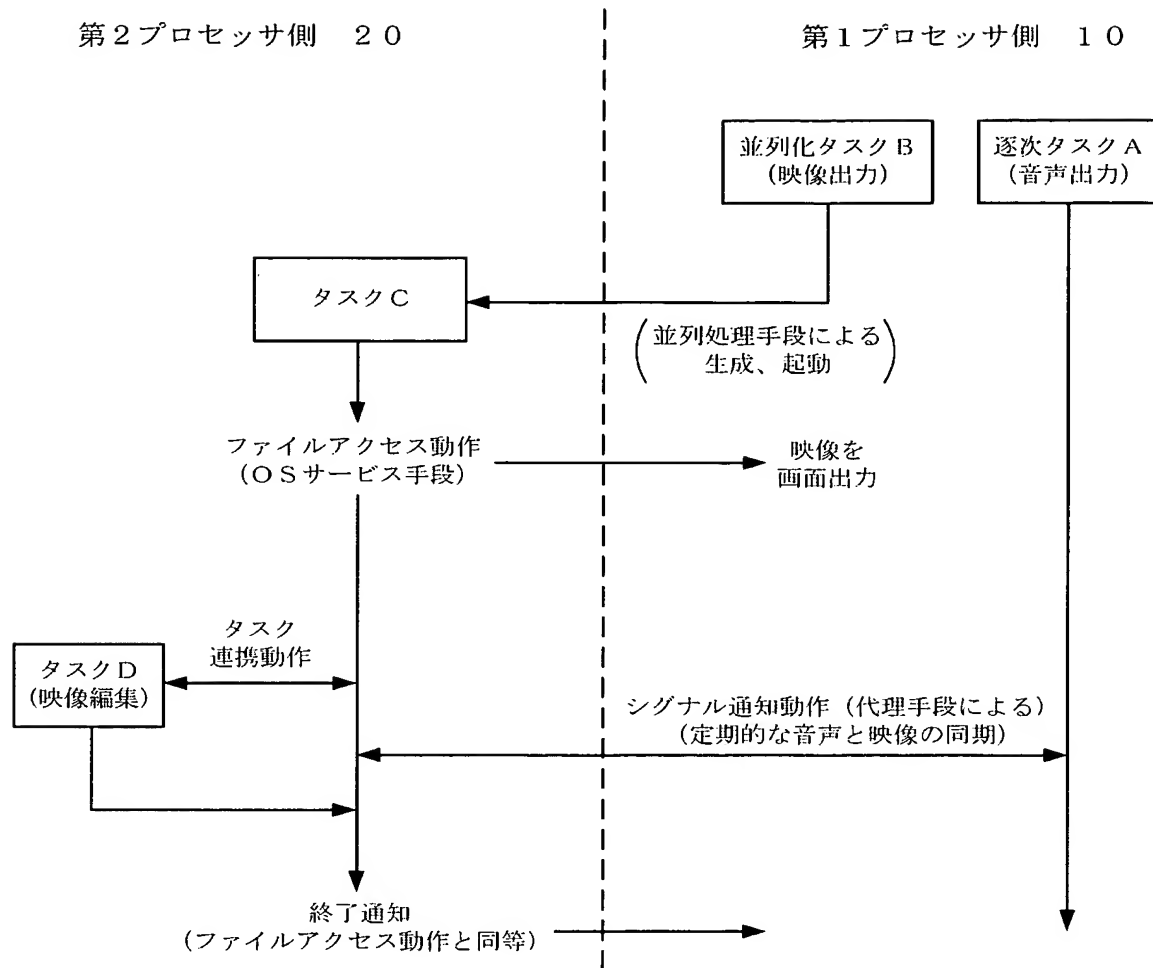 第２プロセッサ側　２０
第１プロセッサ側　１０
並列化タスクＢ
（映像出力）
逐次タスクＡ
（音声出力）
タスクＣ
並列処理手段による
生成、起動
ファイルアクセス動作
（ＯＳサービス手段）
映像を
画面出力
タスク
連携動作
タスクＤ
（映像編集）
シグナル通知動作（代理手段による）
（定期的な音声と映像の同期）
終了通知
（ファイルアクセス動作と同等）